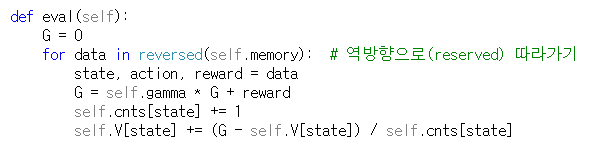 def eval(self):
    G = 0
    for data in reversed(self.memory):  # 역방향으로(reserved) 따라가기
        state, action, reward = data
        G = self.gamma * G + reward
        self.cnts[state] += 1
        self.V[state] += (G - self.V[state]) / self.cnts[state]